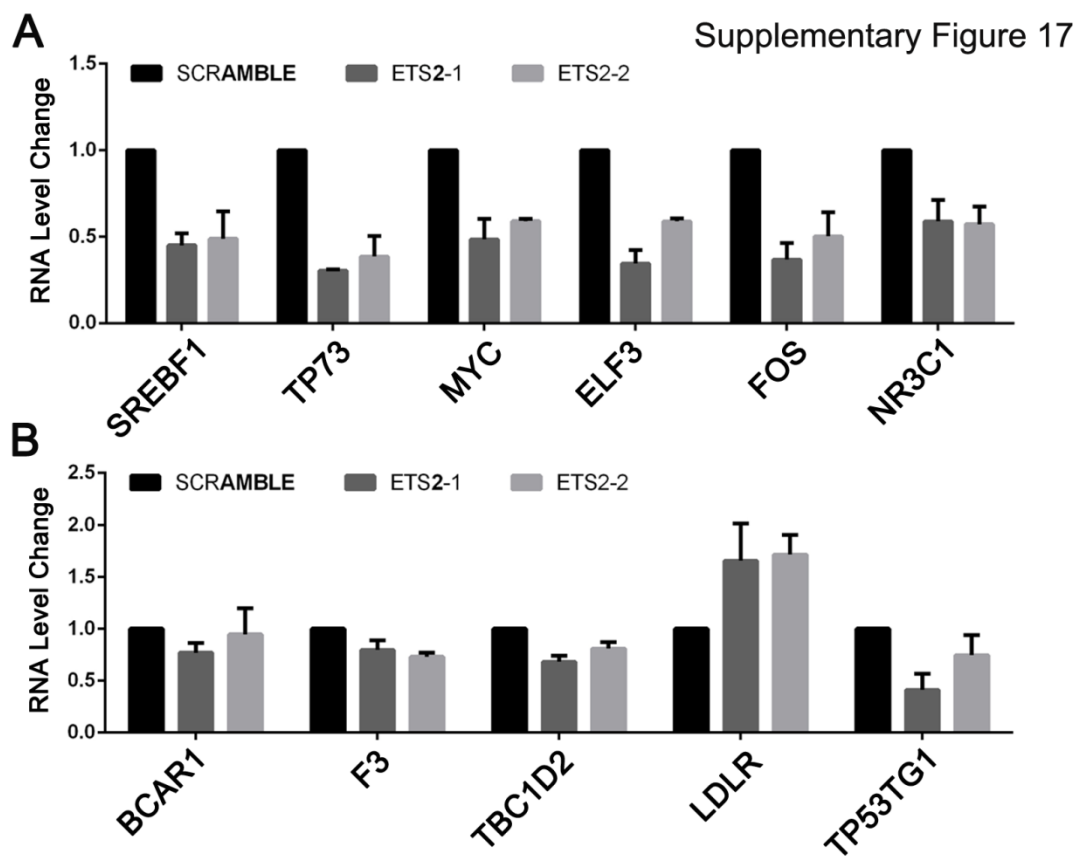 A
Supplementary Figure 17
SCRAMBLE ETS2-1 ETS2-2
RNA Level Change
1.5
1.0
0.5
0.0
SREBF1 TP73 MYC ELF3 FOS NR3C1
B
SCRAMBLE ETS2-1 ETS2-2
RNA Level Change
2.5
2.0
1.5
1.0
0.5
0.0
BCAR1 F3 TBC1D2 LDLR TP53TG1